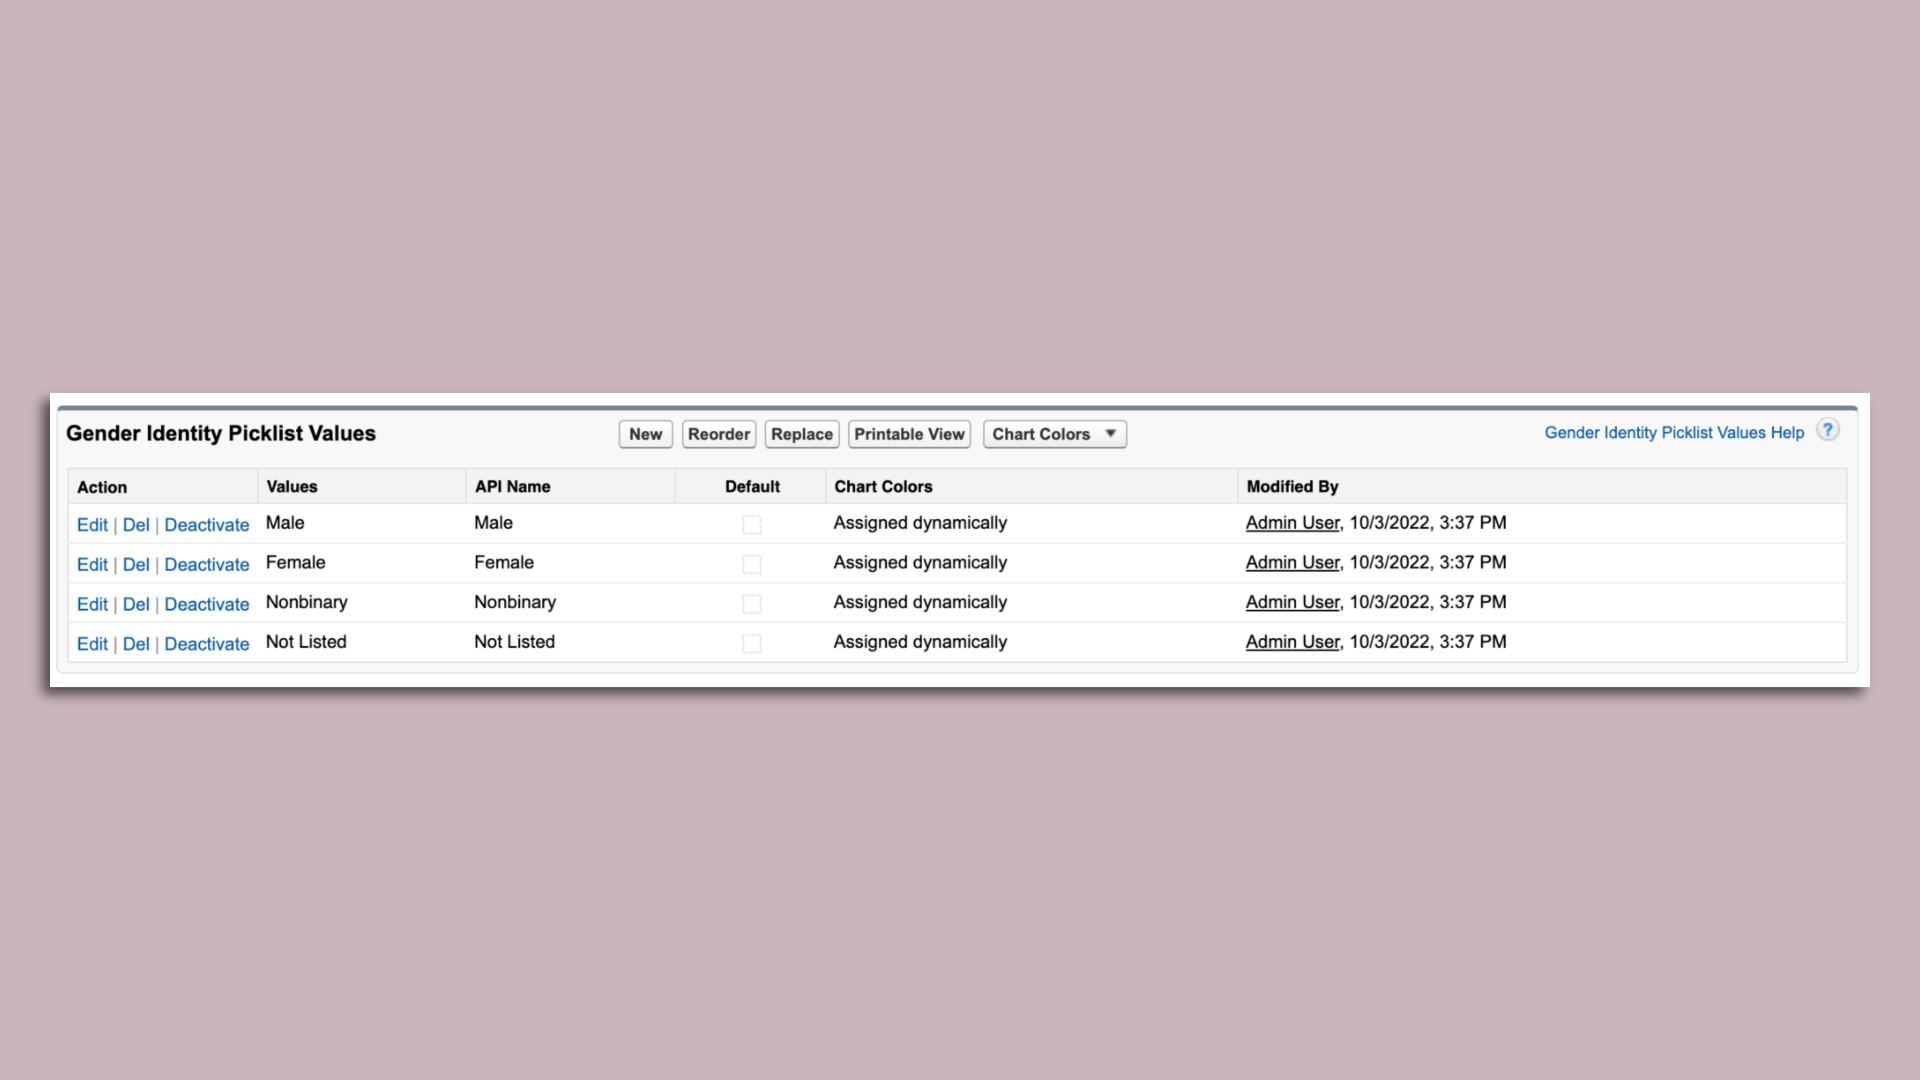 Gender Identity Picklist Values New Reorder Replace Printable View Chart Colors Gender Identity Picklist Values Help ?
Action Values API Name Default Chart Colors Modified By
Edit | Del | Deactivate Male Male Assigned dynamically Admin User, 10/3/2022, 3:37 PM
Edit | Del | Deactivate Female Female Assigned dynamically Admin User, 10/3/2022, 3:37 PM
Edit | Del | Deactivate Nonbinary Nonbinary Assigned dynamically Admin User, 10/3/2022, 3:37 PM
Edit | Del | Deactivate Not Listed Not Listed Assigned dynamically Admin User, 10/3/2022, 3:37 PM